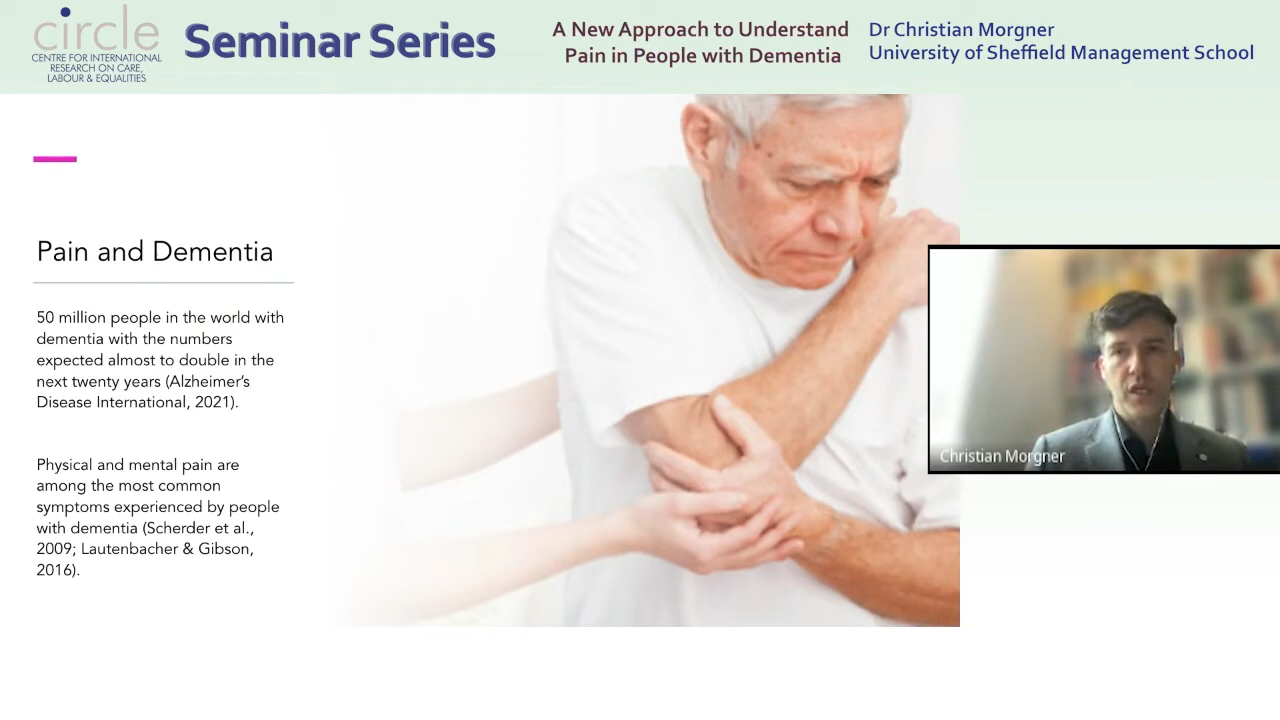 circle
CENTRE FOR INTERNATIONAL
RESEARCH ON CARE,
LABOUR & EQUALITIES
Seminar Series
A New Approach to Understand
Pain in People with Dementia
Dr Christian Morgner
University of Sheffield Management School
Pain and Dementia
50 million people in the world with
dementia with the numbers
expected almost to double in the
next twenty years (Alzheimer’s
Disease International, 2021).
Physical and mental pain are
among the most common
symptoms experienced by people
with dementia (Scherder et al.,
2009; Lautenbacher & Gibson,
2016).
Christian Morgner